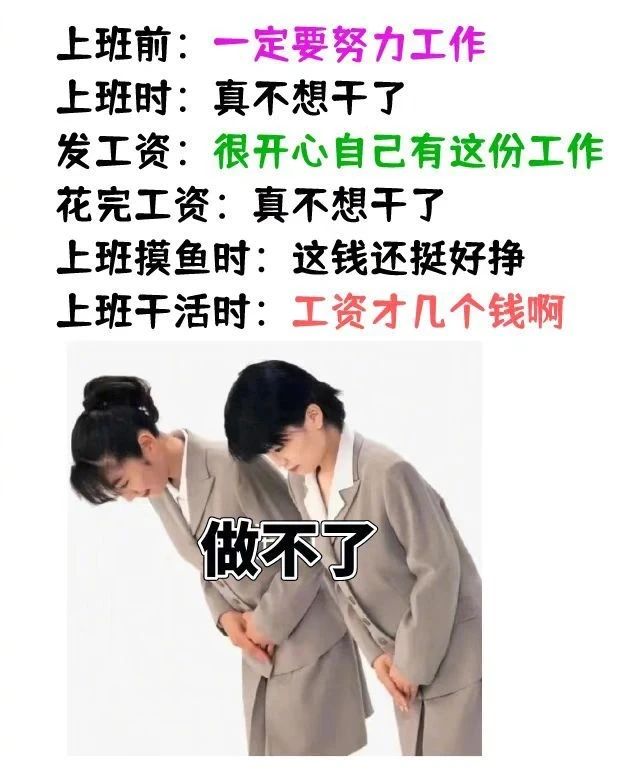 上班前：一定要努力工作
上班时：真不想干了
发工资：很开心自己有这份工作
花完工资：真不想干了
上班摸鱼时：这钱还挺好挣
上班干活时：工资才几个钱啊
做不了